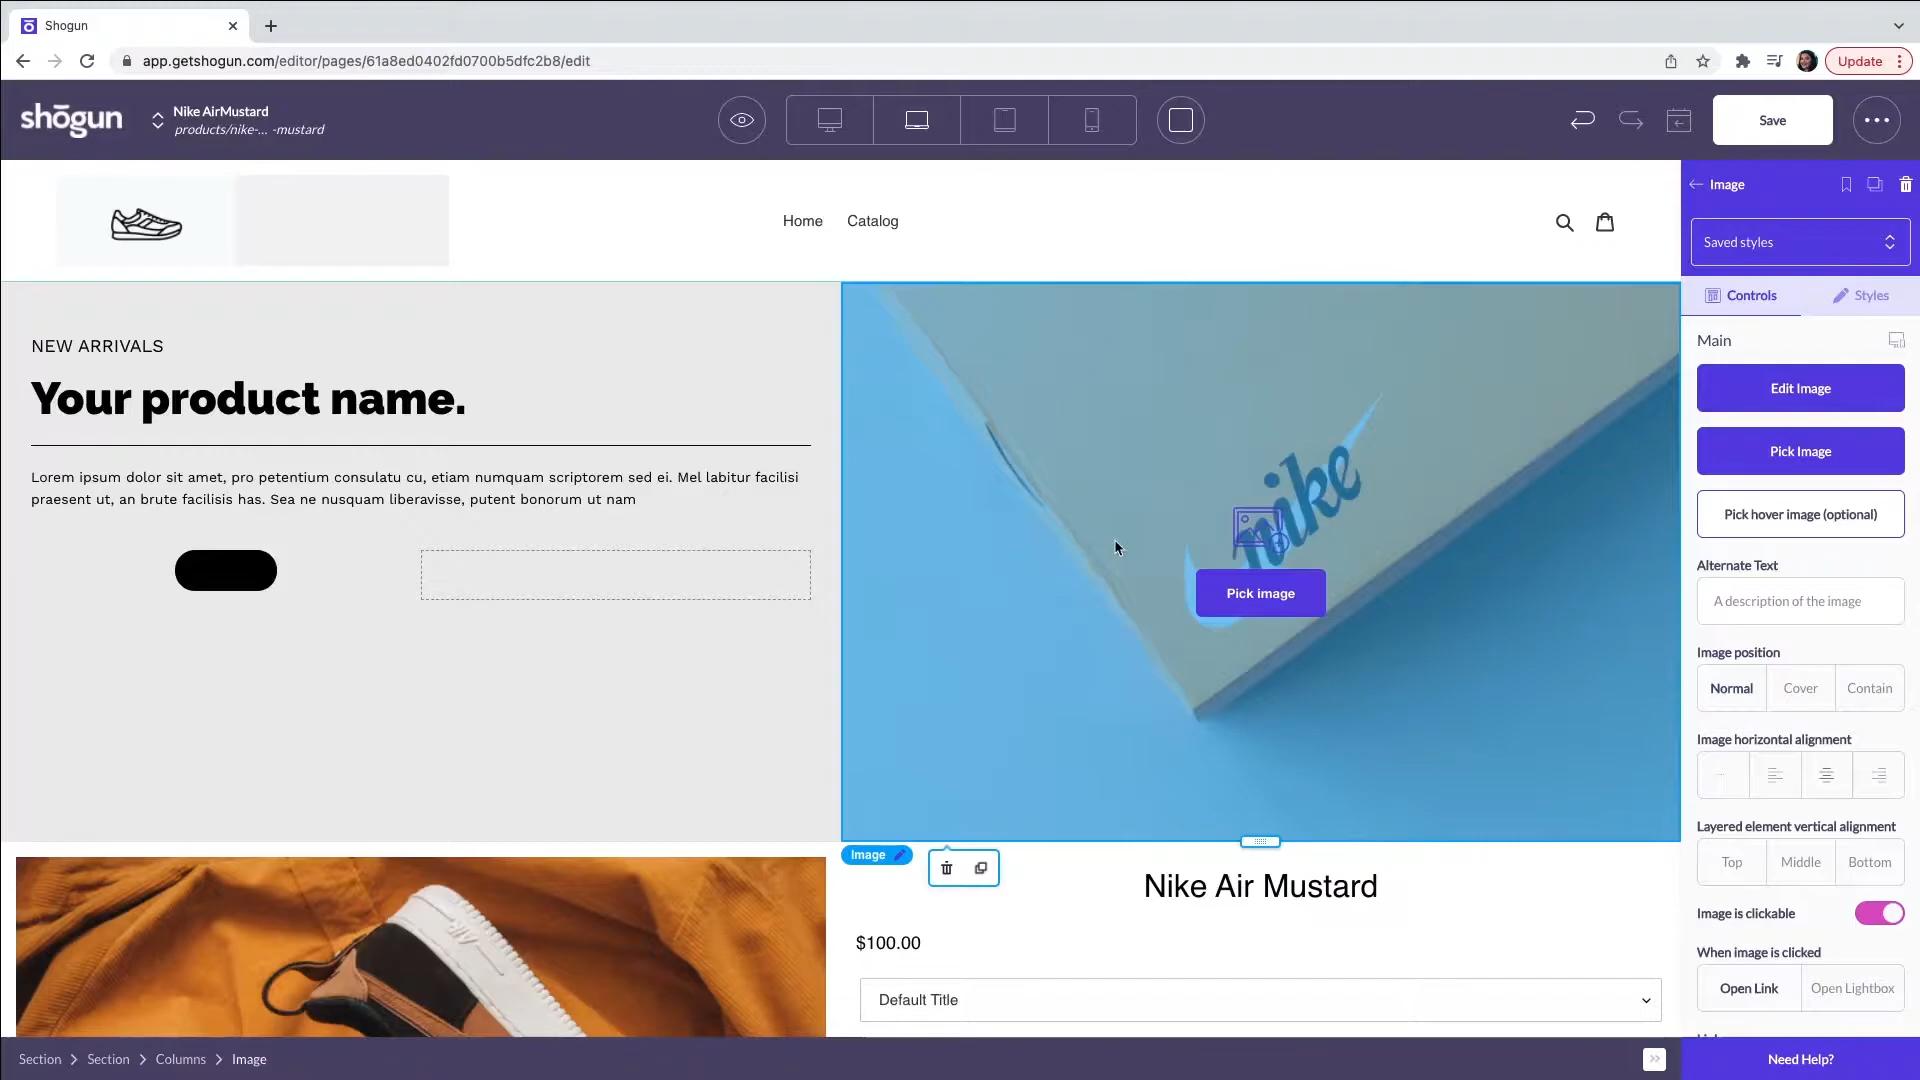 Shogun
app.getshogun.com/editor/pages/61a8ed0402fd0700b5dfc2b8/edit
Update
shōgun
Nike AirMustard
products/nike-... -mustard
Save
Home
Catalog
Image
Saved styles
Controls
Styles
NEW ARRIVALS
Your product name.
Lorem ipsum dolor sit amet, pro petentium consulatu cu, etiam numquam scriptorem sed ei. Mel labitur facilisi
praesent ut, an brute facilisis has. Sea ne nusquam liberavisse, putent bonorum ut nam
nike
Pick image
Main
Edit Image
Pick Image
Pick hover image (optional)
Alternate Text
A description of the image
Image position
Normal
Cover
Contain
Image horizontal alignment
Layered element vertical alignment
Top
Middle
Bottom
Image is clickable
When image is clicked
Open Link
Open Lightbox
Image
Nike Air Mustard
$100.00
Default Title
Section
Section
Columns
Image
Need Help?